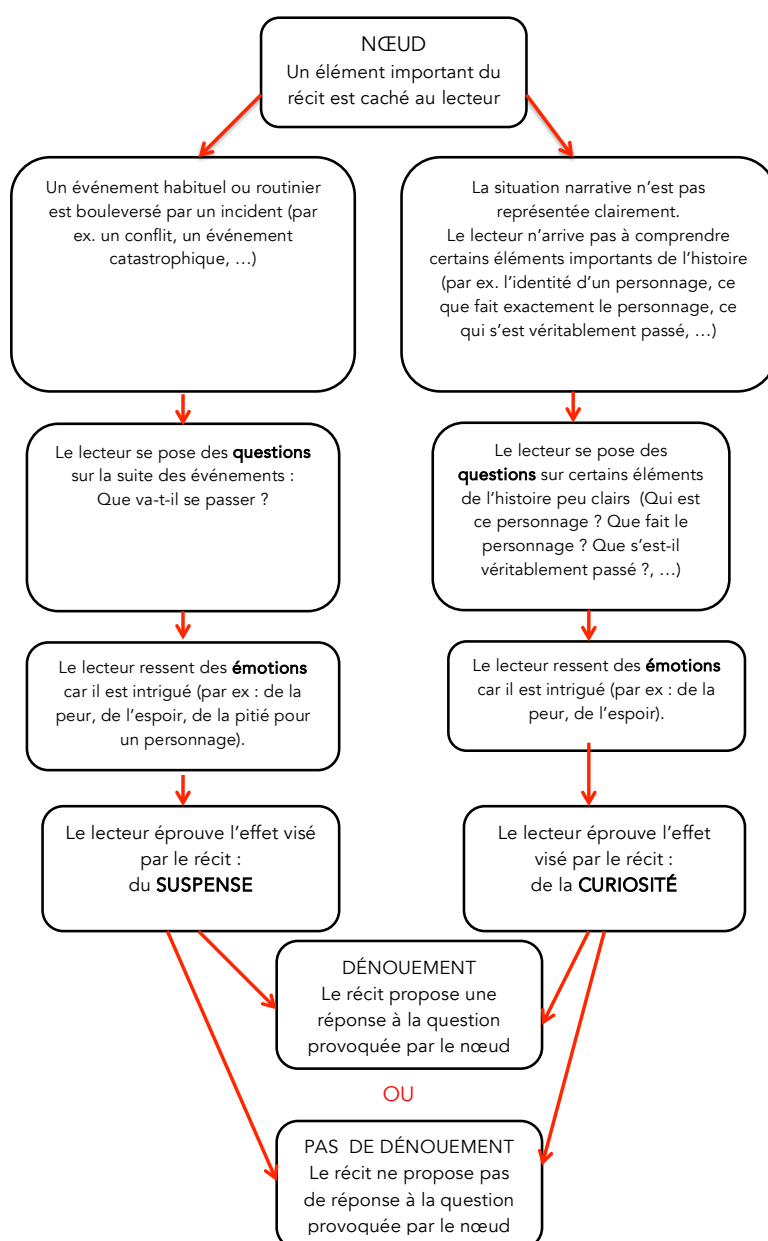 NŒUD
Un élément important du
récit est caché au lecteur
Un événement habituel ou routinier
est bouleversé par un incident (par
ex. un conflit, un événement
catastrophique, …)
La situation narrative n’est pas
représentée clairement.
Le lecteur n’arrive pas à comprendre
certains éléments importants de l’histoire
(par ex. l’identité d’un personnage, ce
que fait exactement le personnage, ce
qui s’est véritablement passé, …)
Le lecteur se pose des questions
sur la suite des événements :
Que va-t-il se passer ?
Le lecteur se pose des
questions sur certains éléments
de l’histoire peu clairs (Qui est
ce personnage ? Que fait le
personnage ? Que s’est-il
véritablement passé ?, …)
Le lecteur ressent des émotions
car il est intrigué (par ex : de la
peur, de l’espoir, de la pitié pour
un personnage).
Le lecteur ressent des émotions
car il est intrigué (par ex : de la
peur, de l’espoir).
Le lecteur éprouve l’effet visé
par le récit :
du SUSPENSE
Le lecteur éprouve l’effet
visé par le récit :
de la CURIOSITÉ
DÉNOUEMENT
Le récit propose une
réponse à la question
provoquée par le nœud
OU
PAS DE DÉNOUEMENT
Le récit ne propose pas
de réponse à la question
provoquée par le nœud